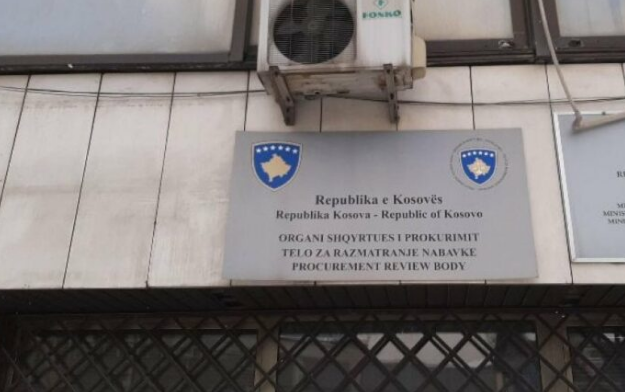 FOSKO
Republika e Kosovës
Republika Kosova - Republic of Kosovo
ORGANI SHQYRTUES I PROKURIMIT
TELO ZA RAZMATRANJE NABAVKE
PROCUREMENT REVIEW BODY